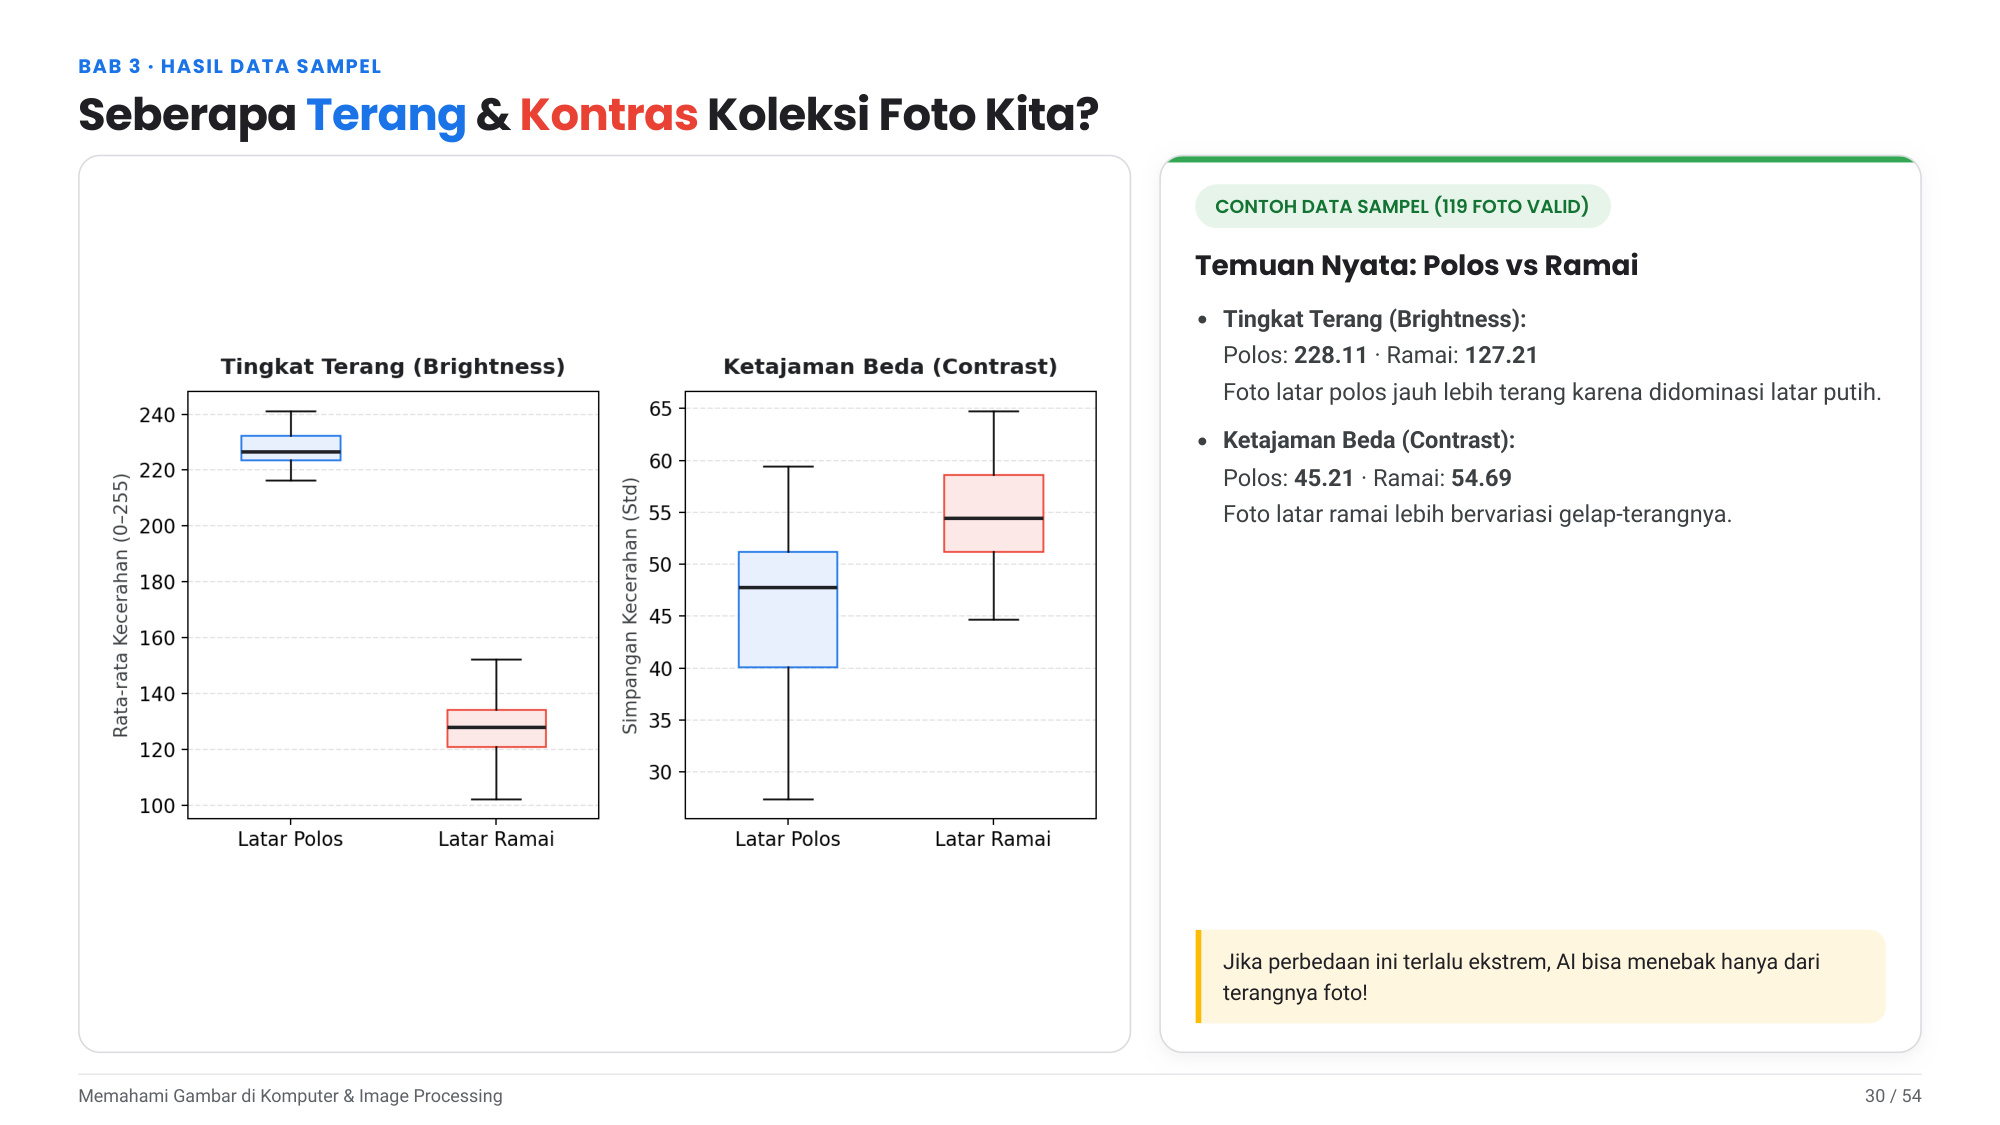 BAB 3 · HASIL DATA SAMPEL
Seberapa Terang & Kontras Koleksi Foto Kita?
Tingkat Terang (Brightness)
Rata-rata Kecerahan (0–255)
240
220
200
180
160
140
120
100
Latar Polos
Latar Ramai
Ketajaman Beda (Contrast)
Simpangan Kecerahan (Std)
65
60
55
50
45
40
35
30
Latar Polos
Latar Ramai
CONTOH DATA SAMPEL (119 FOTO VALID)
Temuan Nyata: Polos vs Ramai
• Tingkat Terang (Brightness):
Polos: 228.11 · Ramai: 127.21
Foto latar polos jauh lebih terang karena didominasi latar putih.
• Ketajaman Beda (Contrast):
Polos: 45.21 · Ramai: 54.69
Foto latar ramai lebih bervariasi gelap-terangnya.
Jika perbedaan ini terlalu ekstrem, AI bisa menebak hanya dari
terangnya foto!
Memahami Gambar di Komputer & Image Processing
30 / 54